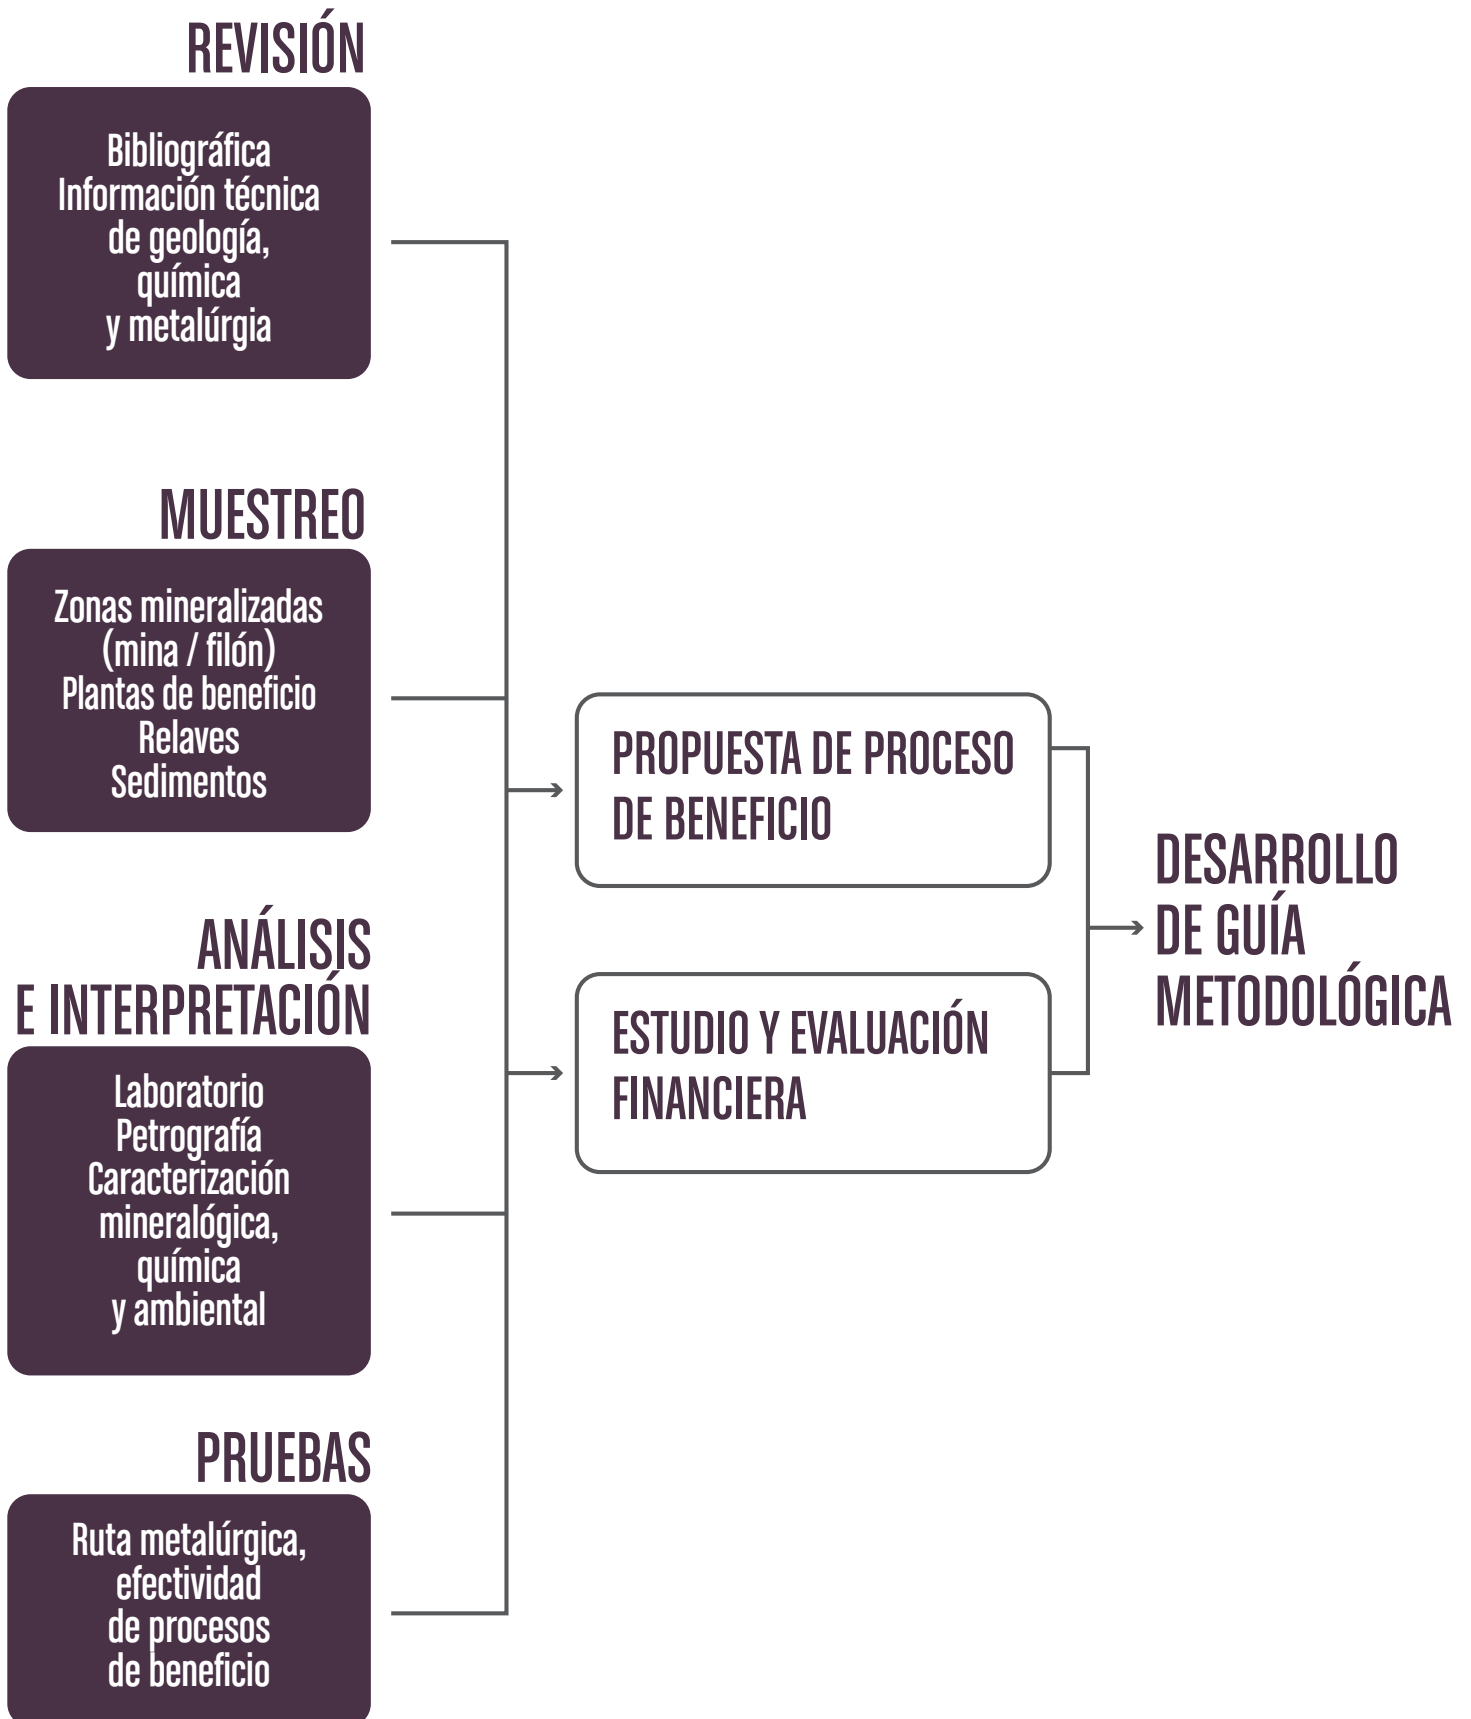 REVISIÓN
Bibliográfica
Información técnica
de geología,
química
y metalúrgia
MUESTREO
Zonas mineralizadas
(mina / filón)
Plantas de beneficio
Relaves
Sedimentos
ANÁLISIS
E INTERPRETACIÓN
Laboratorio
Petrografía
Caracterización
mineralógica,
química
y ambiental
PRUEBAS
Ruta metalúrgica,
efectividad
de procesos
de beneficio
PROPUESTA DE PROCESO
DE BENEFICIO
ESTUDIO Y EVALUACIÓN
FINANCIERA
DESARROLLO
DE GUÍA
METODOLÓGICA